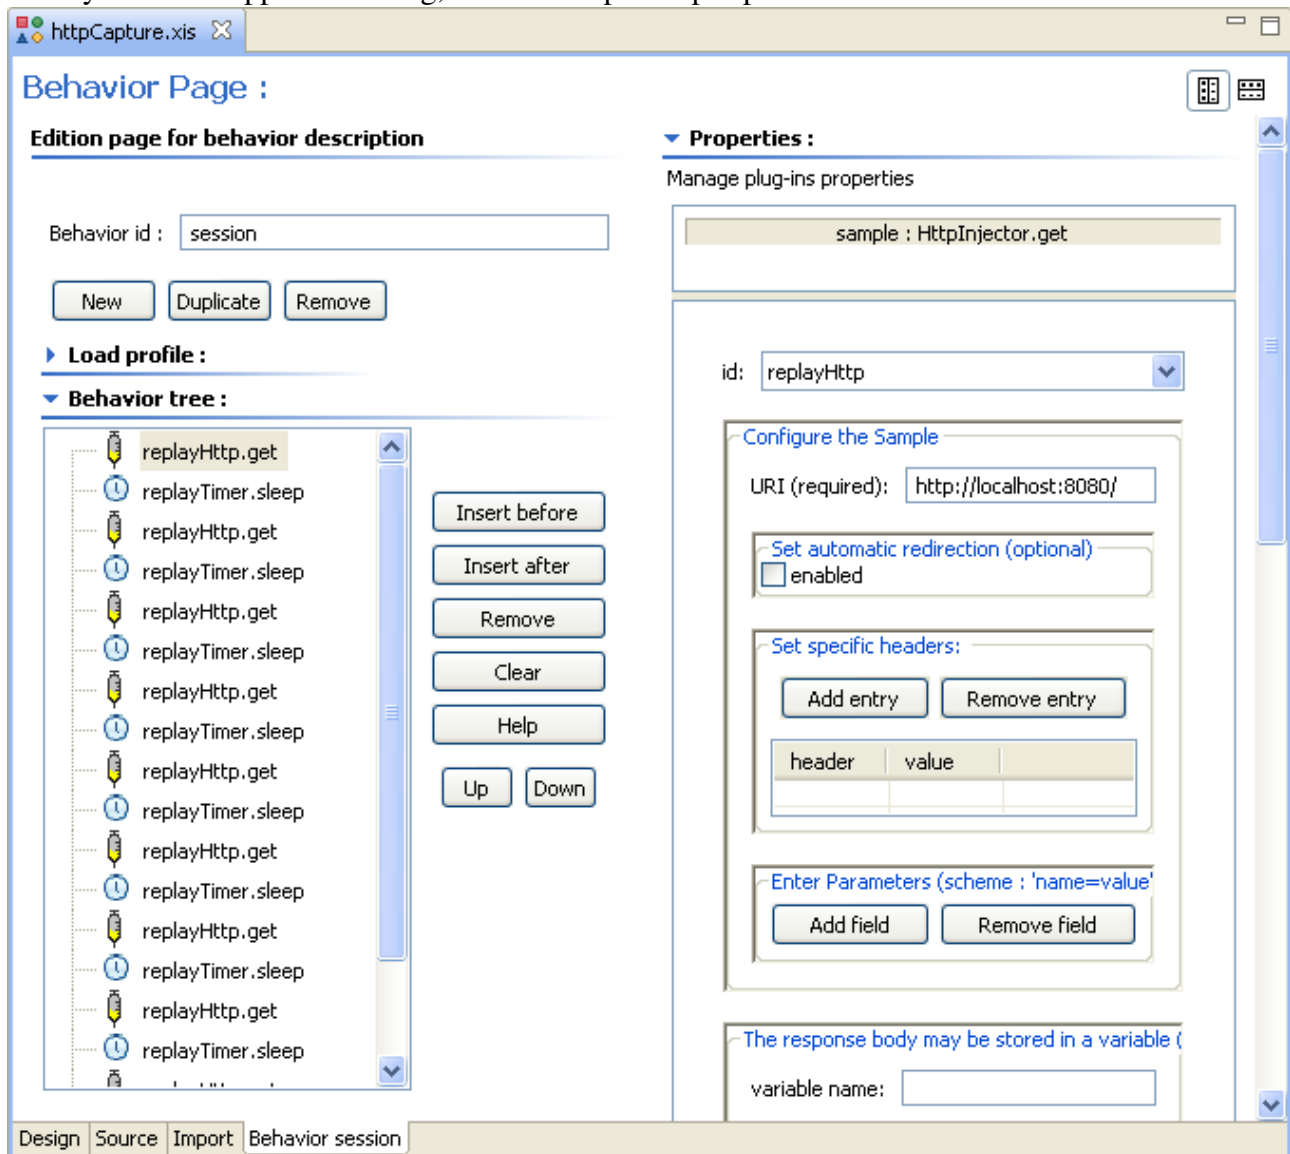 httpCapture.xis
Behavior Page :
Edition page for behavior description
Behavior id :
session
New
Duplicate
Remove
Load profile :
Behavior tree :
replayHttp.get
replayTimer.sleep
replayHttp.get
replayTimer.sleep
replayHttp.get
replayTimer.sleep
replayHttp.get
replayTimer.sleep
replayHttp.get
replayTimer.sleep
replayHttp.get
replayTimer.sleep
replayHttp.get
replayTimer.sleep
replayHttp.get
replayTimer.sleep
Insert before
Insert after
Remove
Clear
Help
Up
Down
Properties :
Manage plug-ins properties
sample : HttpInjector.get
id:
replayHttp
Configure the Sample
URI (required):
http://localhost:8080/
Set automatic redirection (optional)
enabled
Set specific headers:
Add entry
Remove entry
header
value
Enter Parameters (scheme : 'name=value'
Add field
Remove field
The response body may be stored in a variable (
variable name:
Design
Source
Import
Behavior session